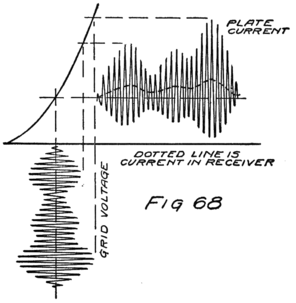 PLATE
CURRENT
DOTTED LINE IS
CURRENT IN RECEIVER
GRID VOLTAGE
FIG 68